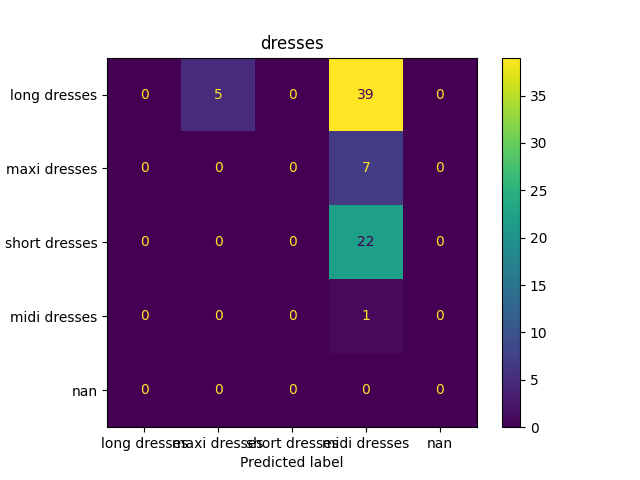 dresses
long dresses 0 5 0 39 0
maxi dresses 0 0 0 7 0
short dresses 0 0 0 22 0
midi dresses 0 0 0 1 0
nan 0 0 0 0 0
long dresses maxi dresses short dresses midi dresses nan
Predicted label
35
30
25
20
15
10
5
0